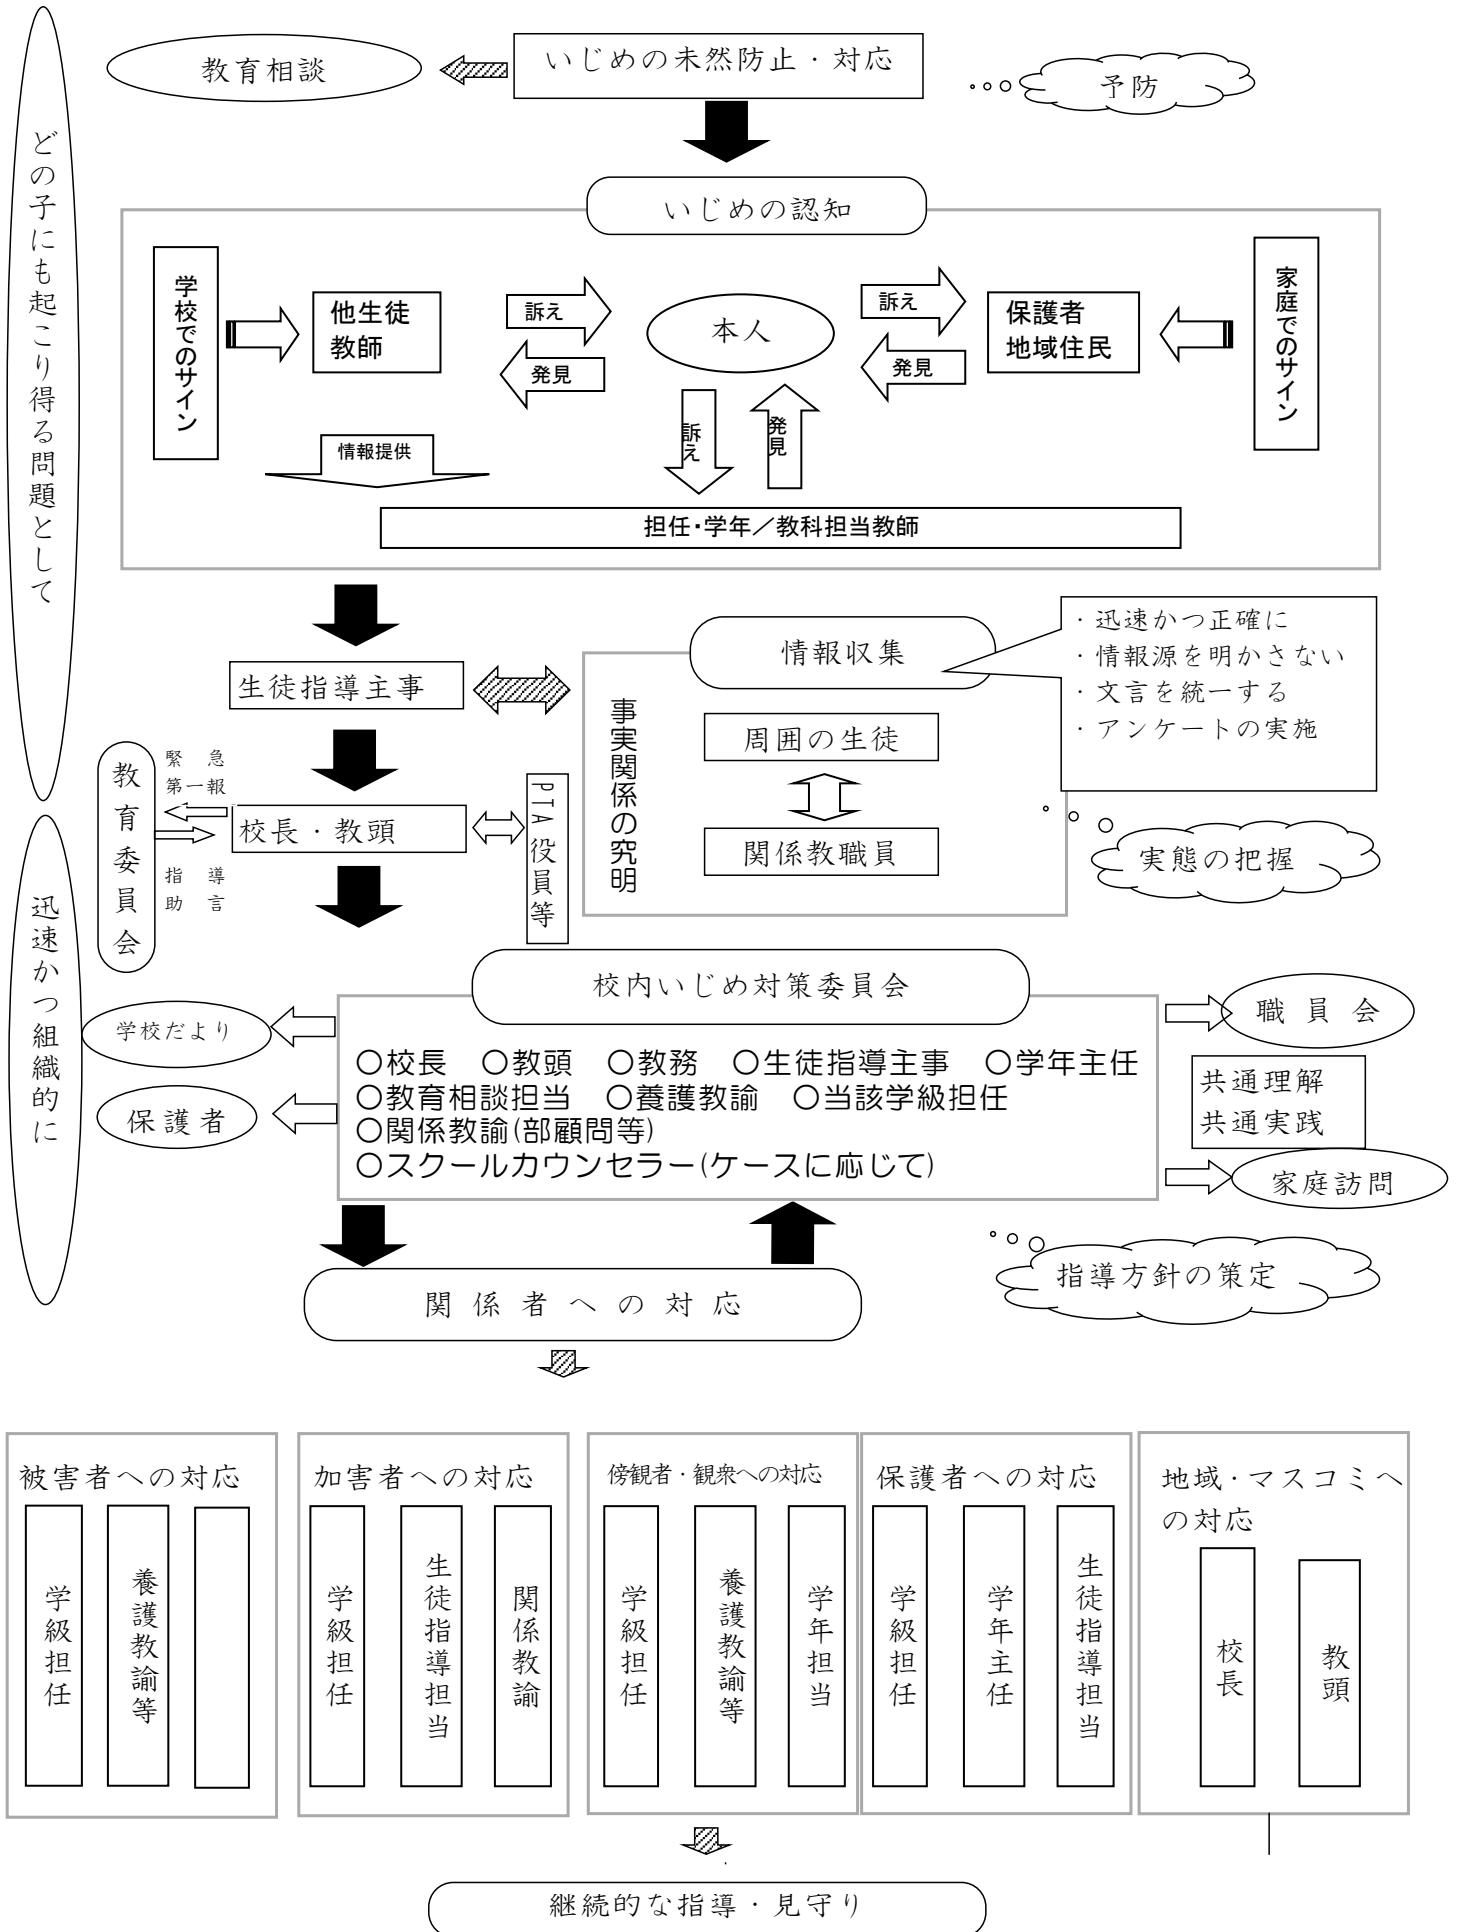 教育相談
いじめの未然防止・対応
予防
どの子にも起こり得る問題として
いじめの認知
学校でのサイン
他生徒
教師
訴え
発見
本人
訴え
発見
保護者
地域住民
家庭でのサイン
情報提供
訴え
発見
担任・学年／教科担当教師
生徒指導主事
情報収集
・迅速かつ正確に
・情報源を明かさない
・文言を統一する
・アンケートの実施
事実関係の究明
周囲の生徒
関係教職員
実態の把握
教育委員会
緊　急
第一報
校長・教頭
指　導
助　言
PTA役員等
迅速かつ組織的に
校内いじめ対策委員会
学校だより
保護者
○校長　○教頭　○教務　○生徒指導主事　○学年主任
○教育相談担当　○養護教諭　○当該学級担任
○関係教諭(部顧問等)
○スクールカウンセラー(ケースに応じて)
職員会
共通理解
共通実践
家庭訪問
指導方針の策定
関係者への対応
被害者への対応
学級担任
養護教諭等
加害者への対応
学級担任
生徒指導担当
関係教諭
傍観者・観衆への対応
学級担任
養護教諭等
学年担当
保護者への対応
学級担任
学年主任
生徒指導担当
地域・マスコミへ
の対応
校長
教頭
継続的な指導・見守り